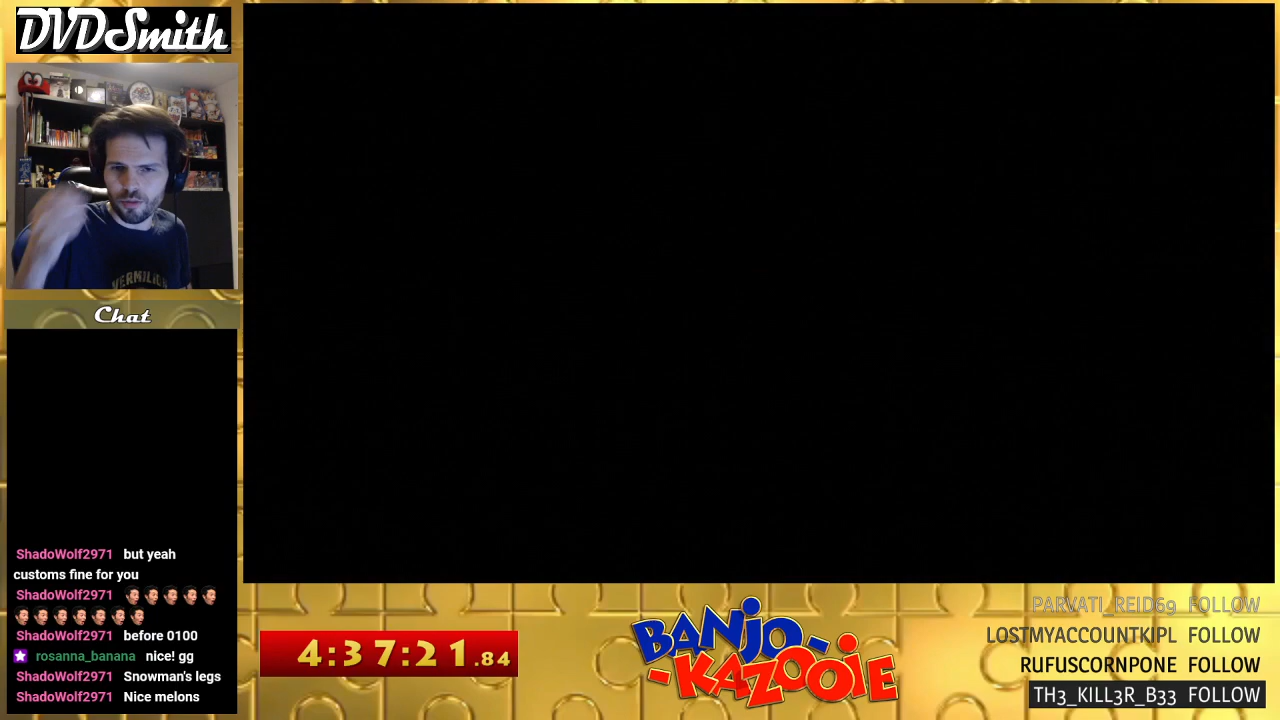 DVDSmith
VERMILIO
Chat
ShadoWolf2971 but yeah
customs fine for you
ShadoWolf2971
ShadoWolf2971 before 0100
rosanna_banana nice! gg
ShadoWolf2971 Snowman's legs
ShadoWolf2971 Nice melons
4:37:21.84
BANJO-
-KAZOOIE
PARVATI_REID69 FOLLOW
LOSTMYACCOUNTKIPL FOLLOW
RUFUSCORNPONE FOLLOW
TH3_KILL3R_B33 FOLLOW